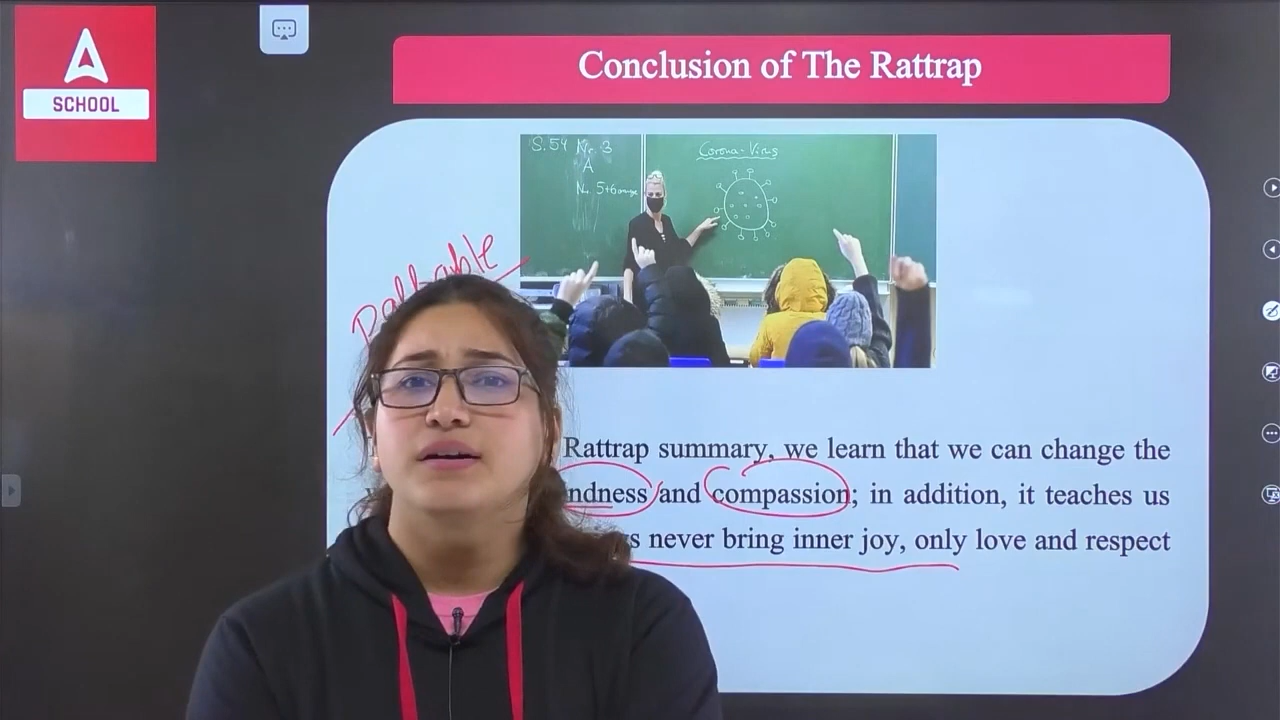 SCHOOL
Conclusion of The Rattrap
S.54 Nr. 3
A
Corona-Virus
Rattrap summary, we learn that we can change the
ndness and compassion; in addition, it teaches us
never bring inner joy, only love and respect